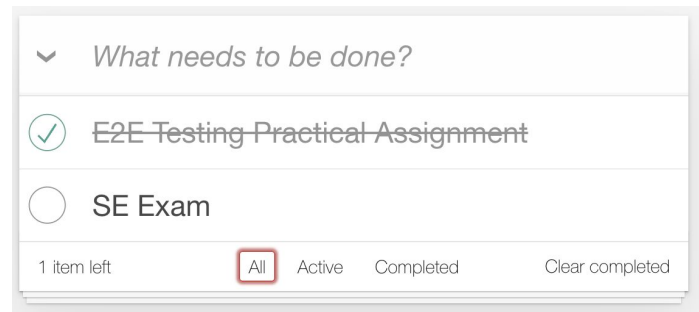 What needs to be done?
E2E Testing Practical Assignment
SE Exam
1 item left All Active Completed Clear completed